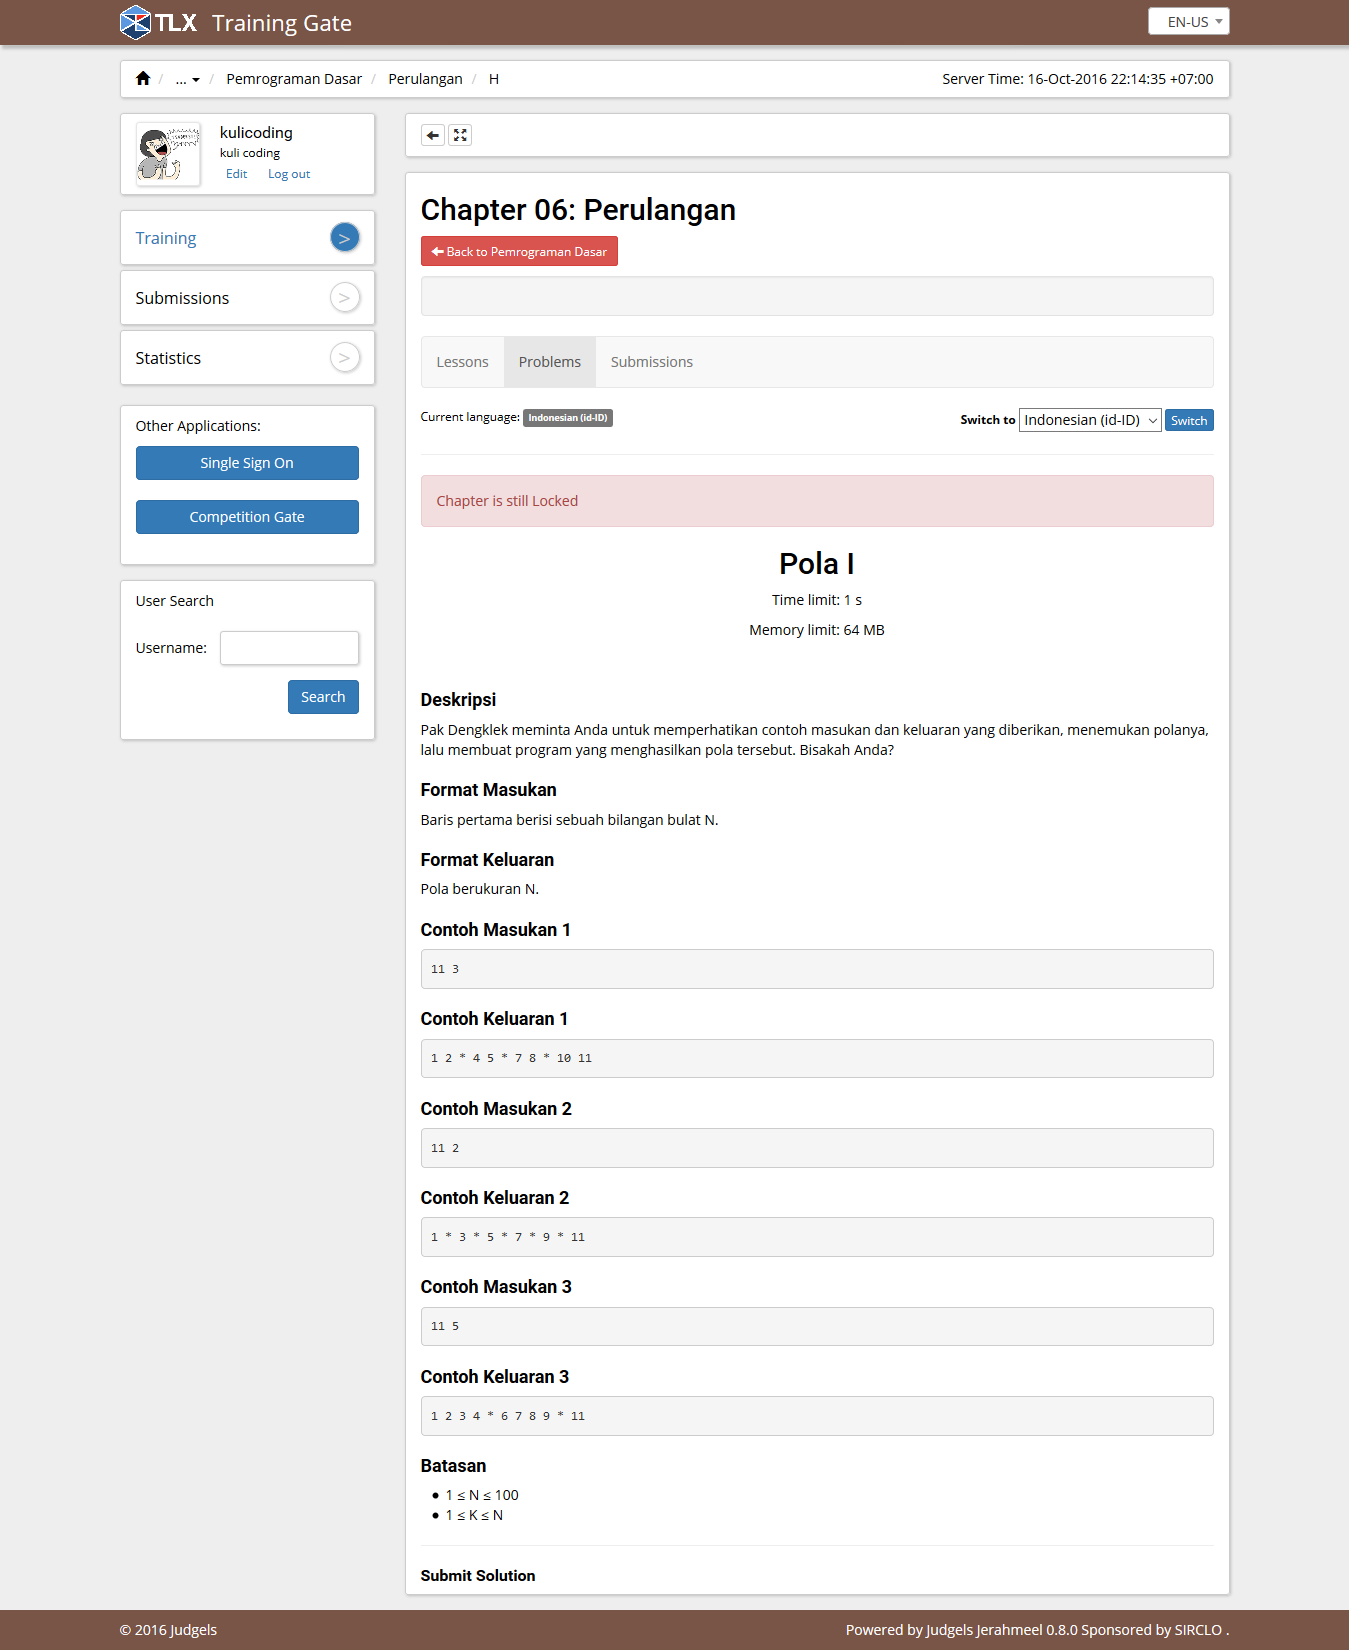 TLX Training Gate
EN-US
... / Pemrograman Dasar / Perulangan / H
Server Time: 16-Oct-2016 22:14:35 +07:00
kulicoding
kuli coding
Edit Log out
Training >
Submissions >
Statistics >
Other Applications:
Single Sign On
Competition Gate
User Search
Username:
Search
Chapter 06: Perulangan
Back to Pemrograman Dasar
Lessons Problems Submissions
Current language: Indonesian (id-ID)
Switch to Indonesian (id-ID) Switch
Chapter is still Locked
Pola I
Time limit: 1 s
Memory limit: 64 MB
Deskripsi
Pak Dengklek meminta Anda untuk memperhatikan contoh masukan dan keluaran yang diberikan, menemukan polanya,
lalu membuat program yang menghasilkan pola tersebut. Bisakah Anda?
Format Masukan
Baris pertama berisi sebuah bilangan bulat N.
Format Keluaran
Pola berukuran N.
Contoh Masukan 1
11 3
Contoh Keluaran 1
1 2 * 4 5 * 7 8 * 10 11
Contoh Masukan 2
11 2
Contoh Keluaran 2
1 * 3 * 5 * 7 * 9 * 11
Contoh Masukan 3
11 5
Contoh Keluaran 3
1 2 3 4 * 6 7 8 9 * 11
Batasan
• 1 ≤ N ≤ 100
• 1 ≤ K ≤ N
Submit Solution
© 2016 Judgels
Powered by Judgels Jerahmeel 0.8.0 Sponsored by SIRCLO .